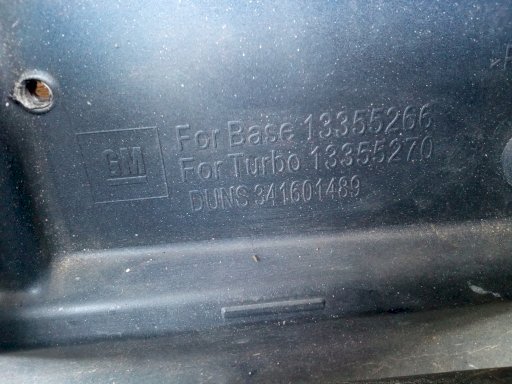 GM
For Base 13355266
For Turbo 13355270
DUNS 341601489